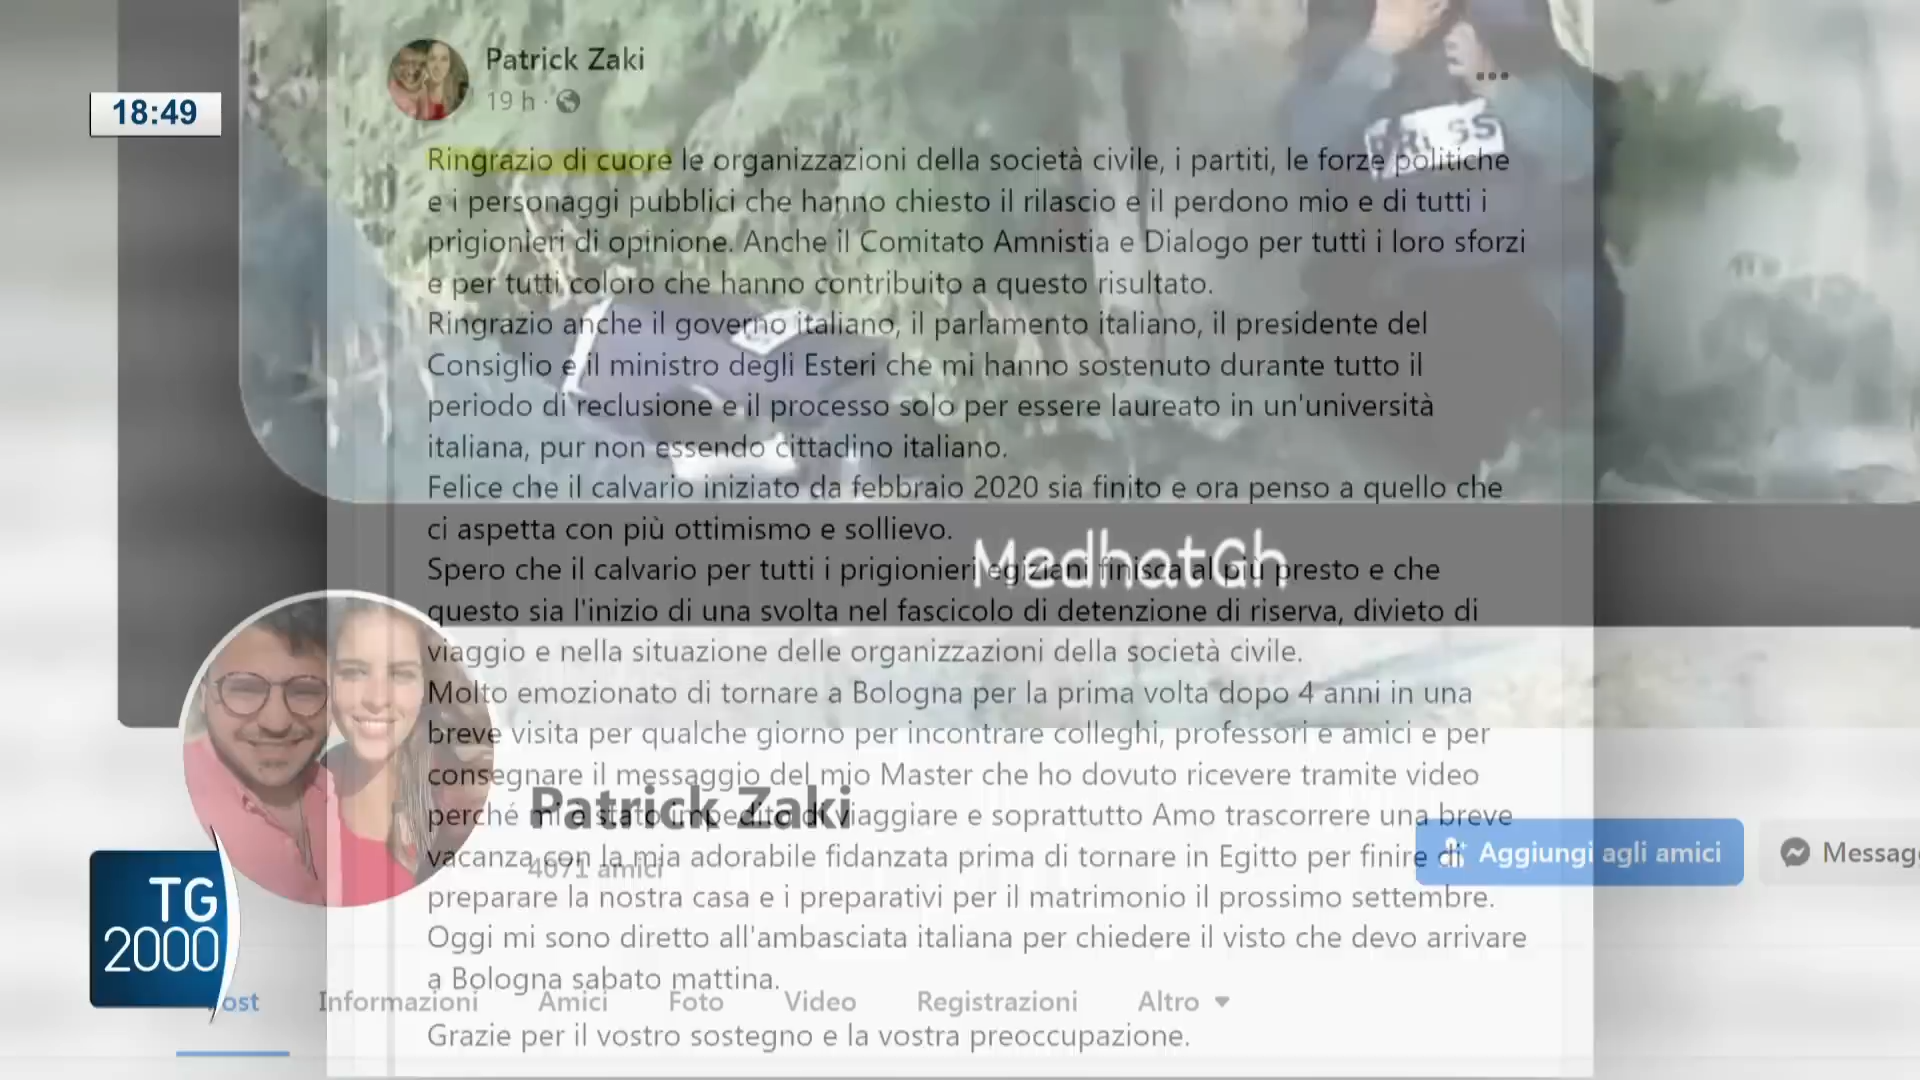 18:49
Patrick Zaki
19 h ·
PRESS
Ringrazio di cuore le organizzazioni della società civile, i partiti, le forze politiche
e i personaggi pubblici che hanno chiesto il rilascio e il perdono mio e di tutti i
prigionieri di opinione. Anche il Comitato Amnistia e Dialogo per tutti i loro sforzi
e per tutti coloro che hanno contribuito a questo risultato.
Ringrazio anche il governo italiano, il parlamento italiano, il presidente del
Consiglio e il ministro degli Esteri che mi hanno sostenuto durante tutto il
periodo di reclusione e il processo solo per essere laureato in un'università
italiana, pur non essendo cittadino italiano.
Felice che il calvario iniziato da febbraio 2020 sia finito e ora penso a quello che
ci aspetta con più ottimismo e sollievo.
MedhatGh
Spero che il calvario per tutti i prigionieri egiziani finisca al più presto e che
questo sia l'inizio di una svolta nel fascicolo di detenzione di riserva, divieto di
viaggio e nella situazione delle organizzazioni della società civile.
Molto emozionato di tornare a Bologna per la prima volta dopo 4 anni in una
breve visita per qualche giorno per incontrare colleghi, professori e amici e per
consegnare il messaggio del mio Master che ho dovuto ricevere tramite video
perché mi è stato impedito di viaggiare e soprattutto Amo trascorrere una breve
vacanza con la mia adorabile fidanzata prima di tornare in Egitto per finire di
preparare la nostra casa e i preparativi per il matrimonio il prossimo settembre.
Oggi mi sono diretto all'ambasciata italiana per chiedere il visto che devo arrivare
a Bologna sabato mattina.
Grazie per il vostro sostegno e la vostra preoccupazione.
Patrick Zaki
4071 amici
Aggiungi agli amici
Messag
ost
Informazioni
Amici
Foto
Video
Registrazioni
Altro
TG
2000